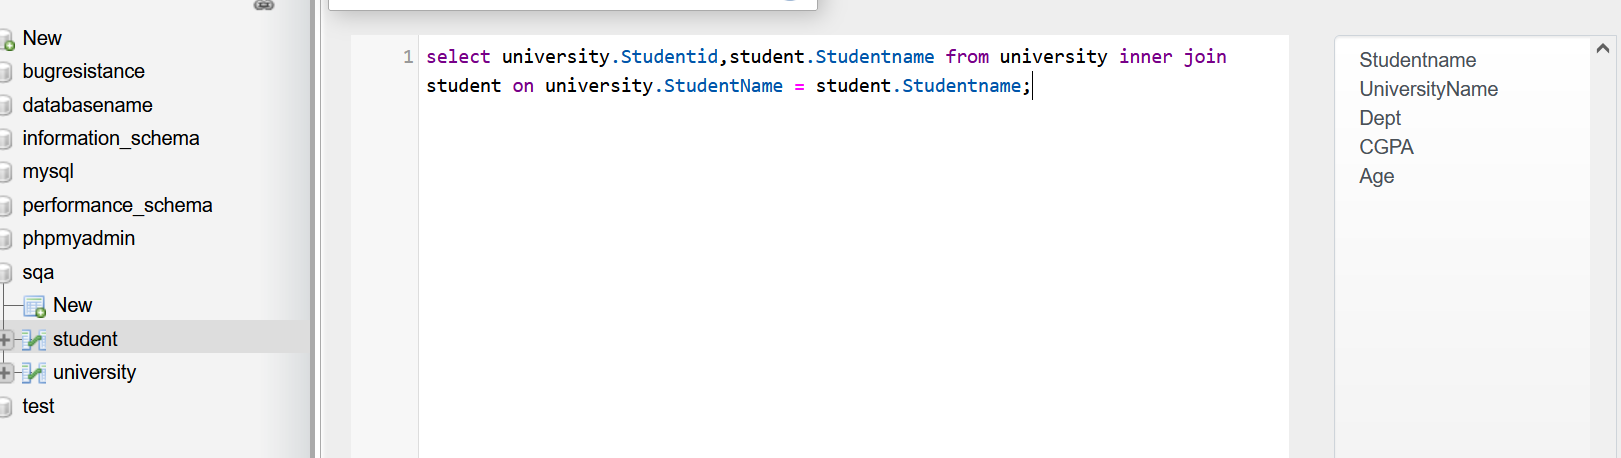 New
bugresistance
databasename
information_schema
mysql
performance_schema
phpmyadmin
sqa
New
student
university
test
1 select university.Studentid,student.Studentname from university inner join
student on university.StudentName = student.Studentname;
Studentname
UniversityName
Dept
CGPA
Age